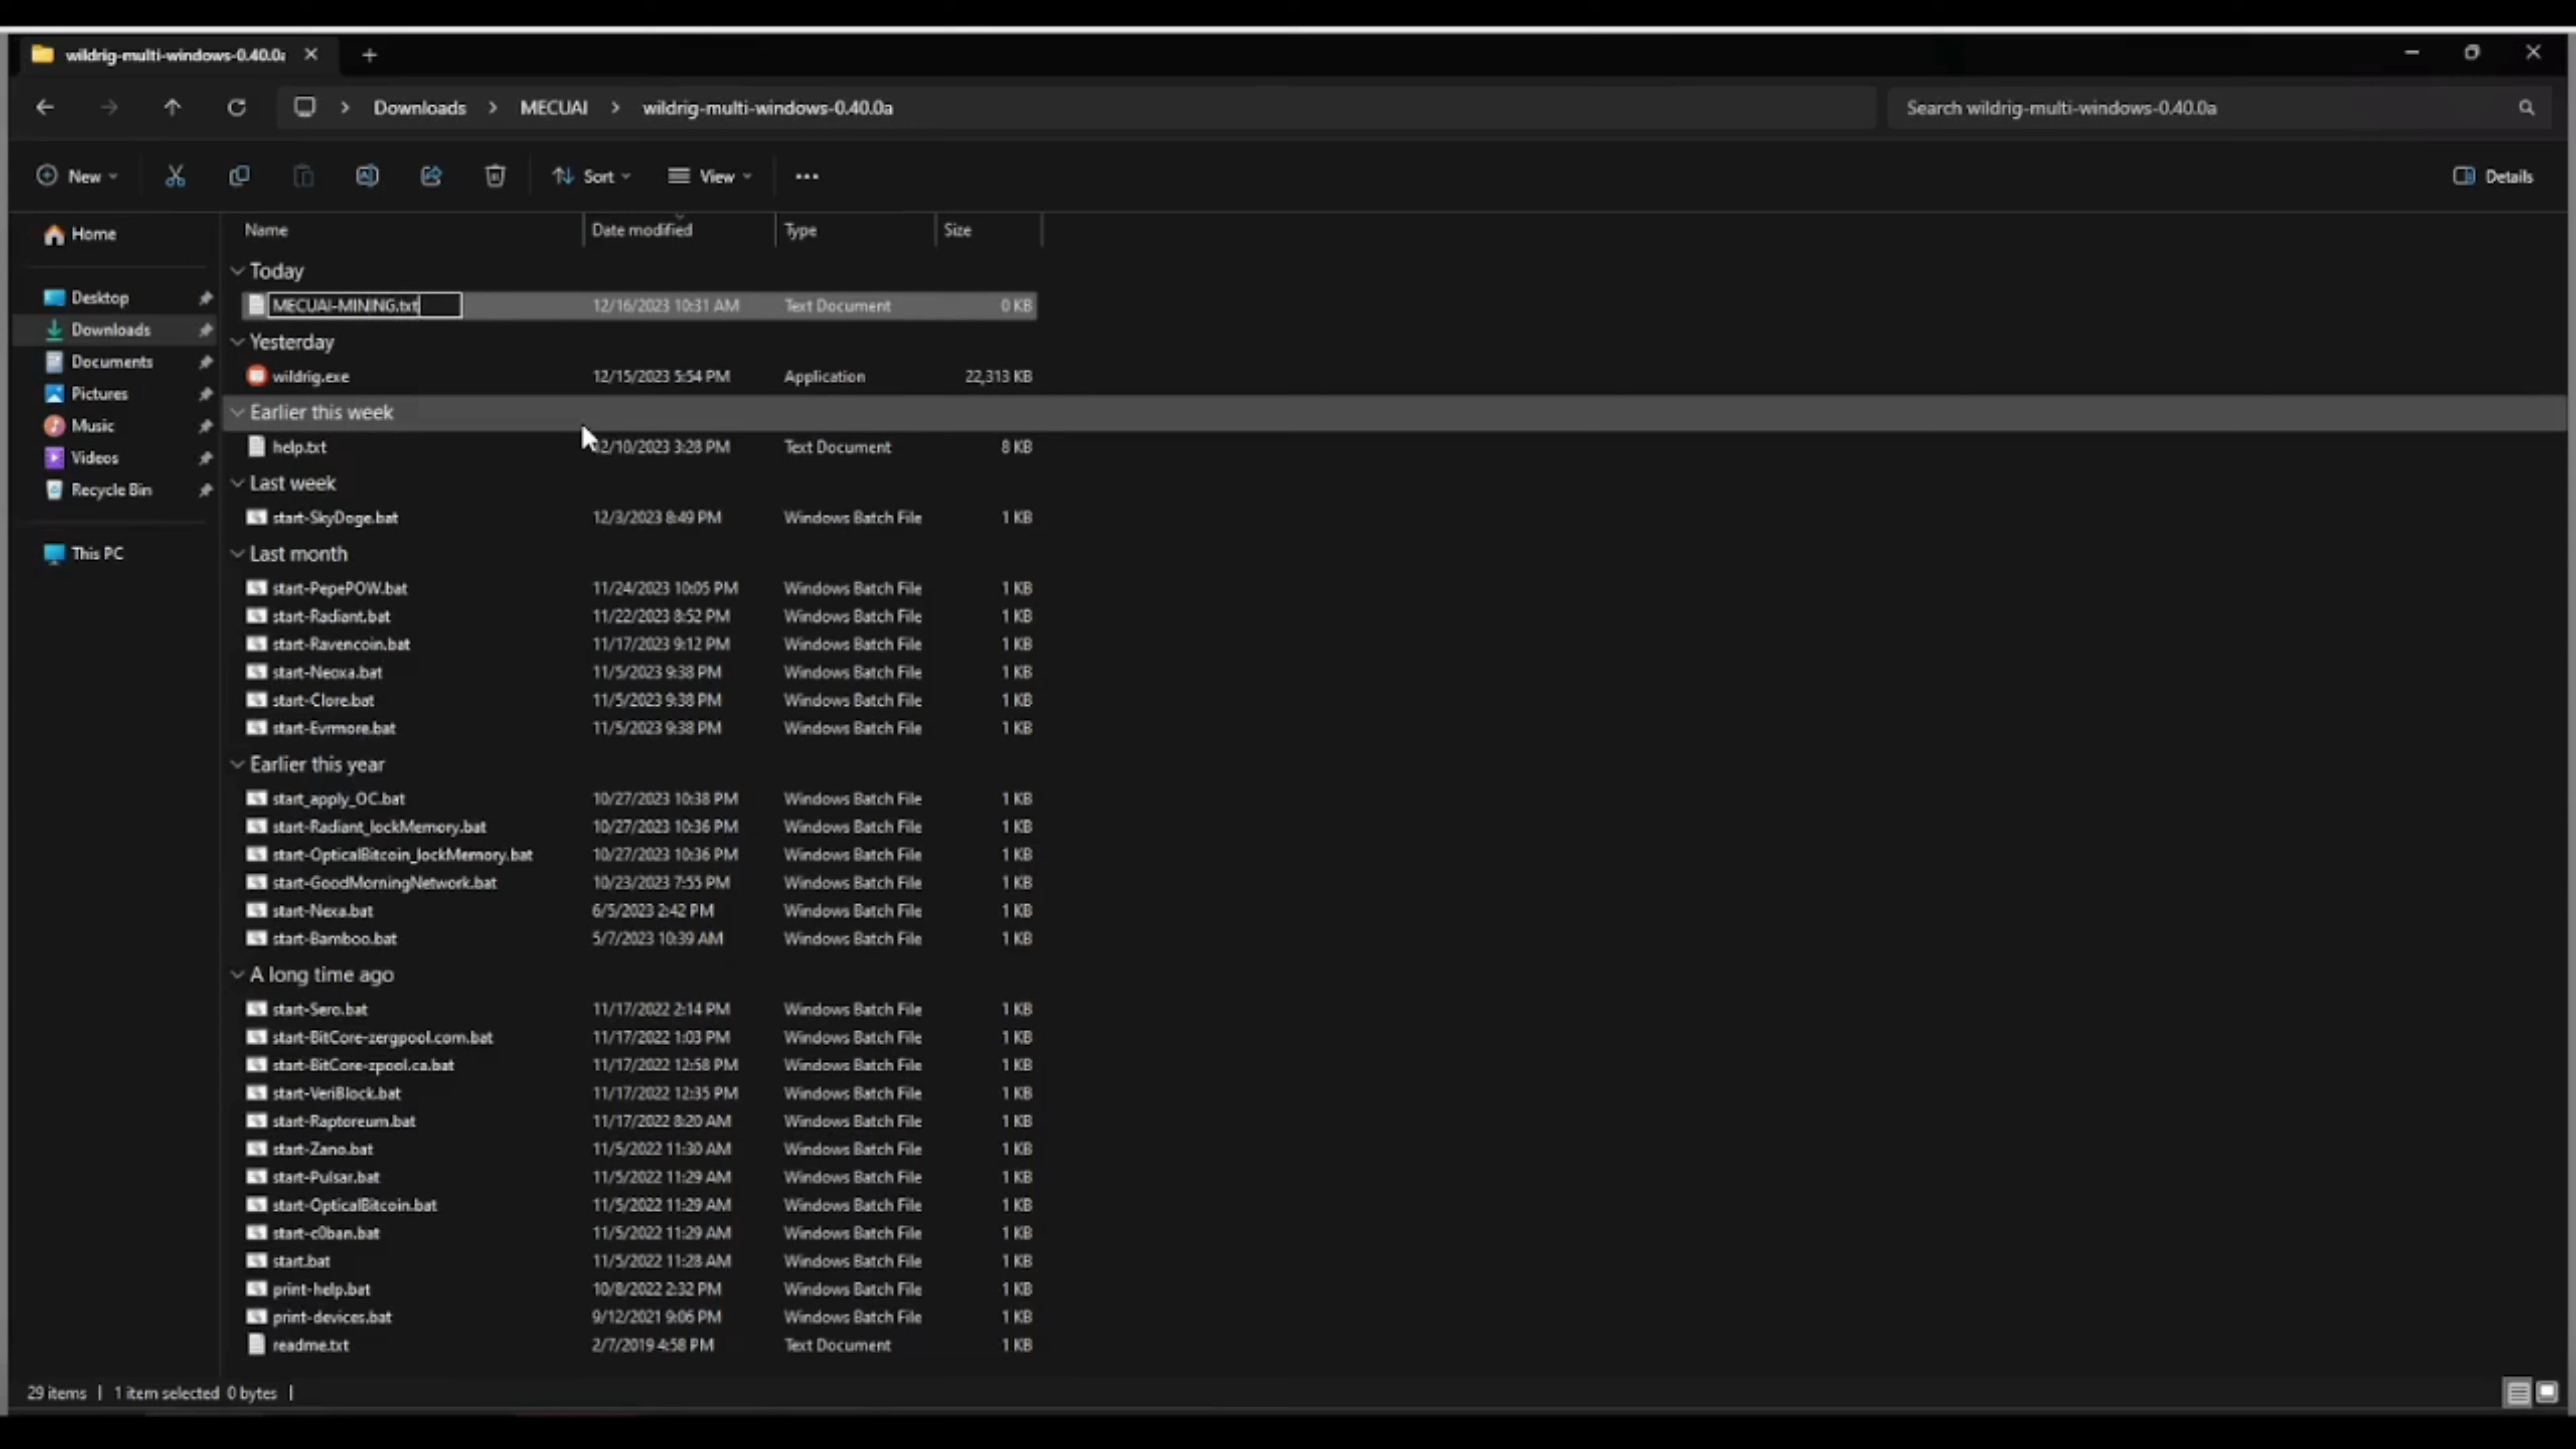 wildrig-multi-windows-0.40.0a
Downloads > MECUAI > wildrig-multi-windows-0.40.0a
Search wildrig-multi-windows-0.40.0a
New
Sort
View
Details
Name Date modified Type Size
Home
Desktop
Downloads
Documents
Pictures
Music
Videos
Recycle Bin
This PC
Today
MECUAI-MINING.txt 12/16/2023 10:31 AM Text Document 0 KB
Yesterday
wildrig.exe 12/15/2023 5:54 PM Application 22,313 KB
Earlier this week
help.txt 12/10/2023 3:28 PM Text Document 8 KB
Last week
start-SkyDoge.bat 12/3/2023 8:49 PM Windows Batch File 1 KB
Last month
start-PepePOW.bat 11/24/2023 10:05 PM Windows Batch File 1 KB
start-Radiant.bat 11/22/2023 8:52 PM Windows Batch File 1 KB
start-Ravencoin.bat 11/17/2023 9:12 PM Windows Batch File 1 KB
start-Neoxa.bat 11/5/2023 9:38 PM Windows Batch File 1 KB
start-Clore.bat 11/5/2023 9:38 PM Windows Batch File 1 KB
start-Evrmore.bat 11/5/2023 9:38 PM Windows Batch File 1 KB
Earlier this year
start_apply_OC.bat 10/27/2023 10:38 PM Windows Batch File 1 KB
start-Radiant_lockMemory.bat 10/27/2023 10:36 PM Windows Batch File 1 KB
start-OpticalBitcoin_lockMemory.bat 10/27/2023 10:36 PM Windows Batch File 1 KB
start-GoodMorningNetwork.bat 10/23/2023 7:55 PM Windows Batch File 1 KB
start-Nexa.bat 6/5/2023 2:42 PM Windows Batch File 1 KB
start-Bamboo.bat 5/7/2023 10:39 AM Windows Batch File 1 KB
A long time ago
start-Sero.bat 11/17/2022 2:14 PM Windows Batch File 1 KB
start-BitCore-zergpool.com.bat 11/17/2022 1:03 PM Windows Batch File 1 KB
start-BitCore-zpool.ca.bat 11/17/2022 12:58 PM Windows Batch File 1 KB
start-VeriBlock.bat 11/17/2022 12:35 PM Windows Batch File 1 KB
start-Raptoreum.bat 11/17/2022 8:20 AM Windows Batch File 1 KB
start-Zano.bat 11/5/2022 11:30 AM Windows Batch File 1 KB
start-Pulsar.bat 11/5/2022 11:29 AM Windows Batch File 1 KB
start-OpticalBitcoin.bat 11/5/2022 11:29 AM Windows Batch File 1 KB
start-c0ban.bat 11/5/2022 11:29 AM Windows Batch File 1 KB
start.bat 11/5/2022 11:28 AM Windows Batch File 1 KB
print-help.bat 10/8/2022 2:32 PM Windows Batch File 1 KB
print-devices.bat 9/12/2021 9:06 PM Windows Batch File 1 KB
readme.txt 2/7/2019 4:58 PM Text Document 1 KB
29 items | 1 item selected 0 bytes |